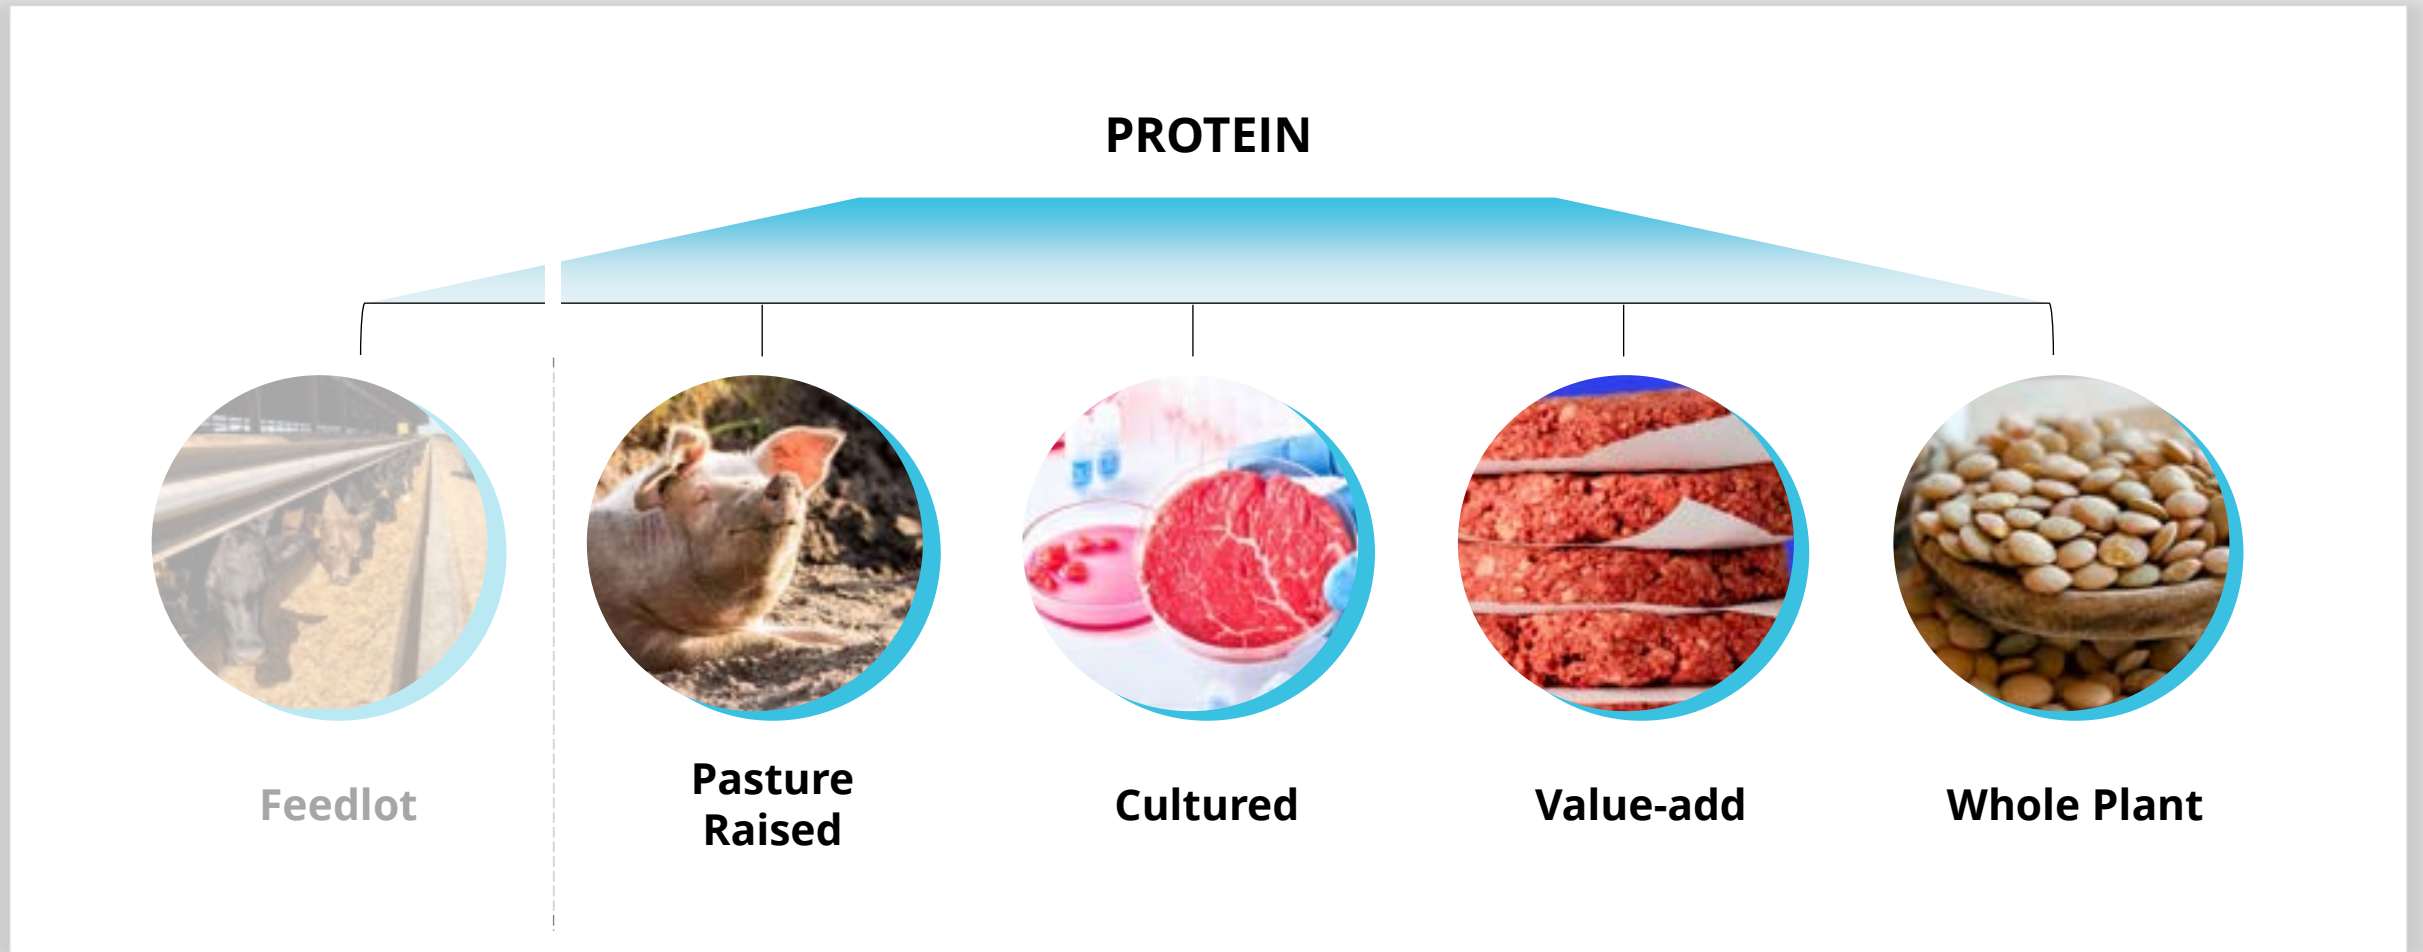 PROTEIN
Feedlot
Pasture
Raised
Cultured
Value-add
Whole Plant